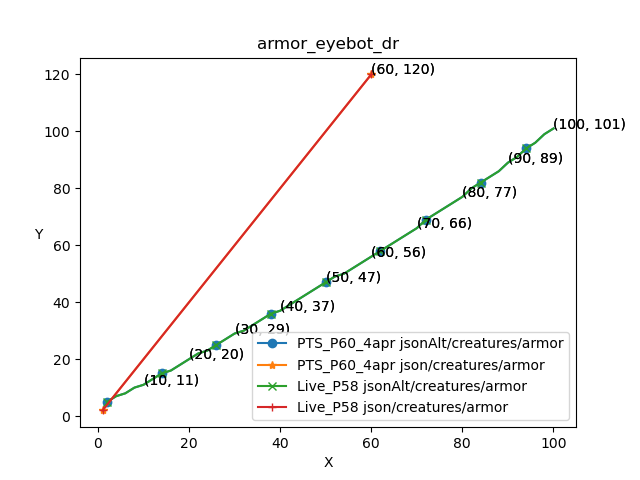 armor_eyebot_dr
(60, 120)
120
(100, 101)
100
(90, 89)
80
(80, 77)
(70, 66)
Y
60
(60, 56)
(50, 47)
40
(40, 37)
(30, 29)
20
(20, 20)
(10, 11)
0
PTS_P60_4apr jsonAlt/creatures/armor
PTS_P60_4apr json/creatures/armor
Live_P58 jsonAlt/creatures/armor
Live_P58 json/creatures/armor
0 20 40 60 80 100
X